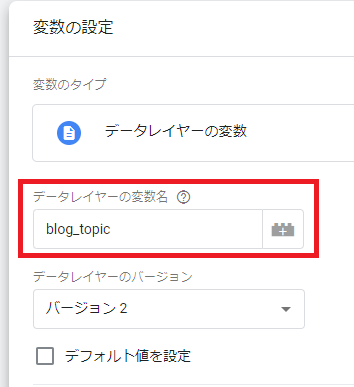 変数の設定
変数のタイプ
データレイヤーの変数
データレイヤーの変数名
blog_topic
データレイヤーのバージョン
バージョン 2
デフォルト値を設定